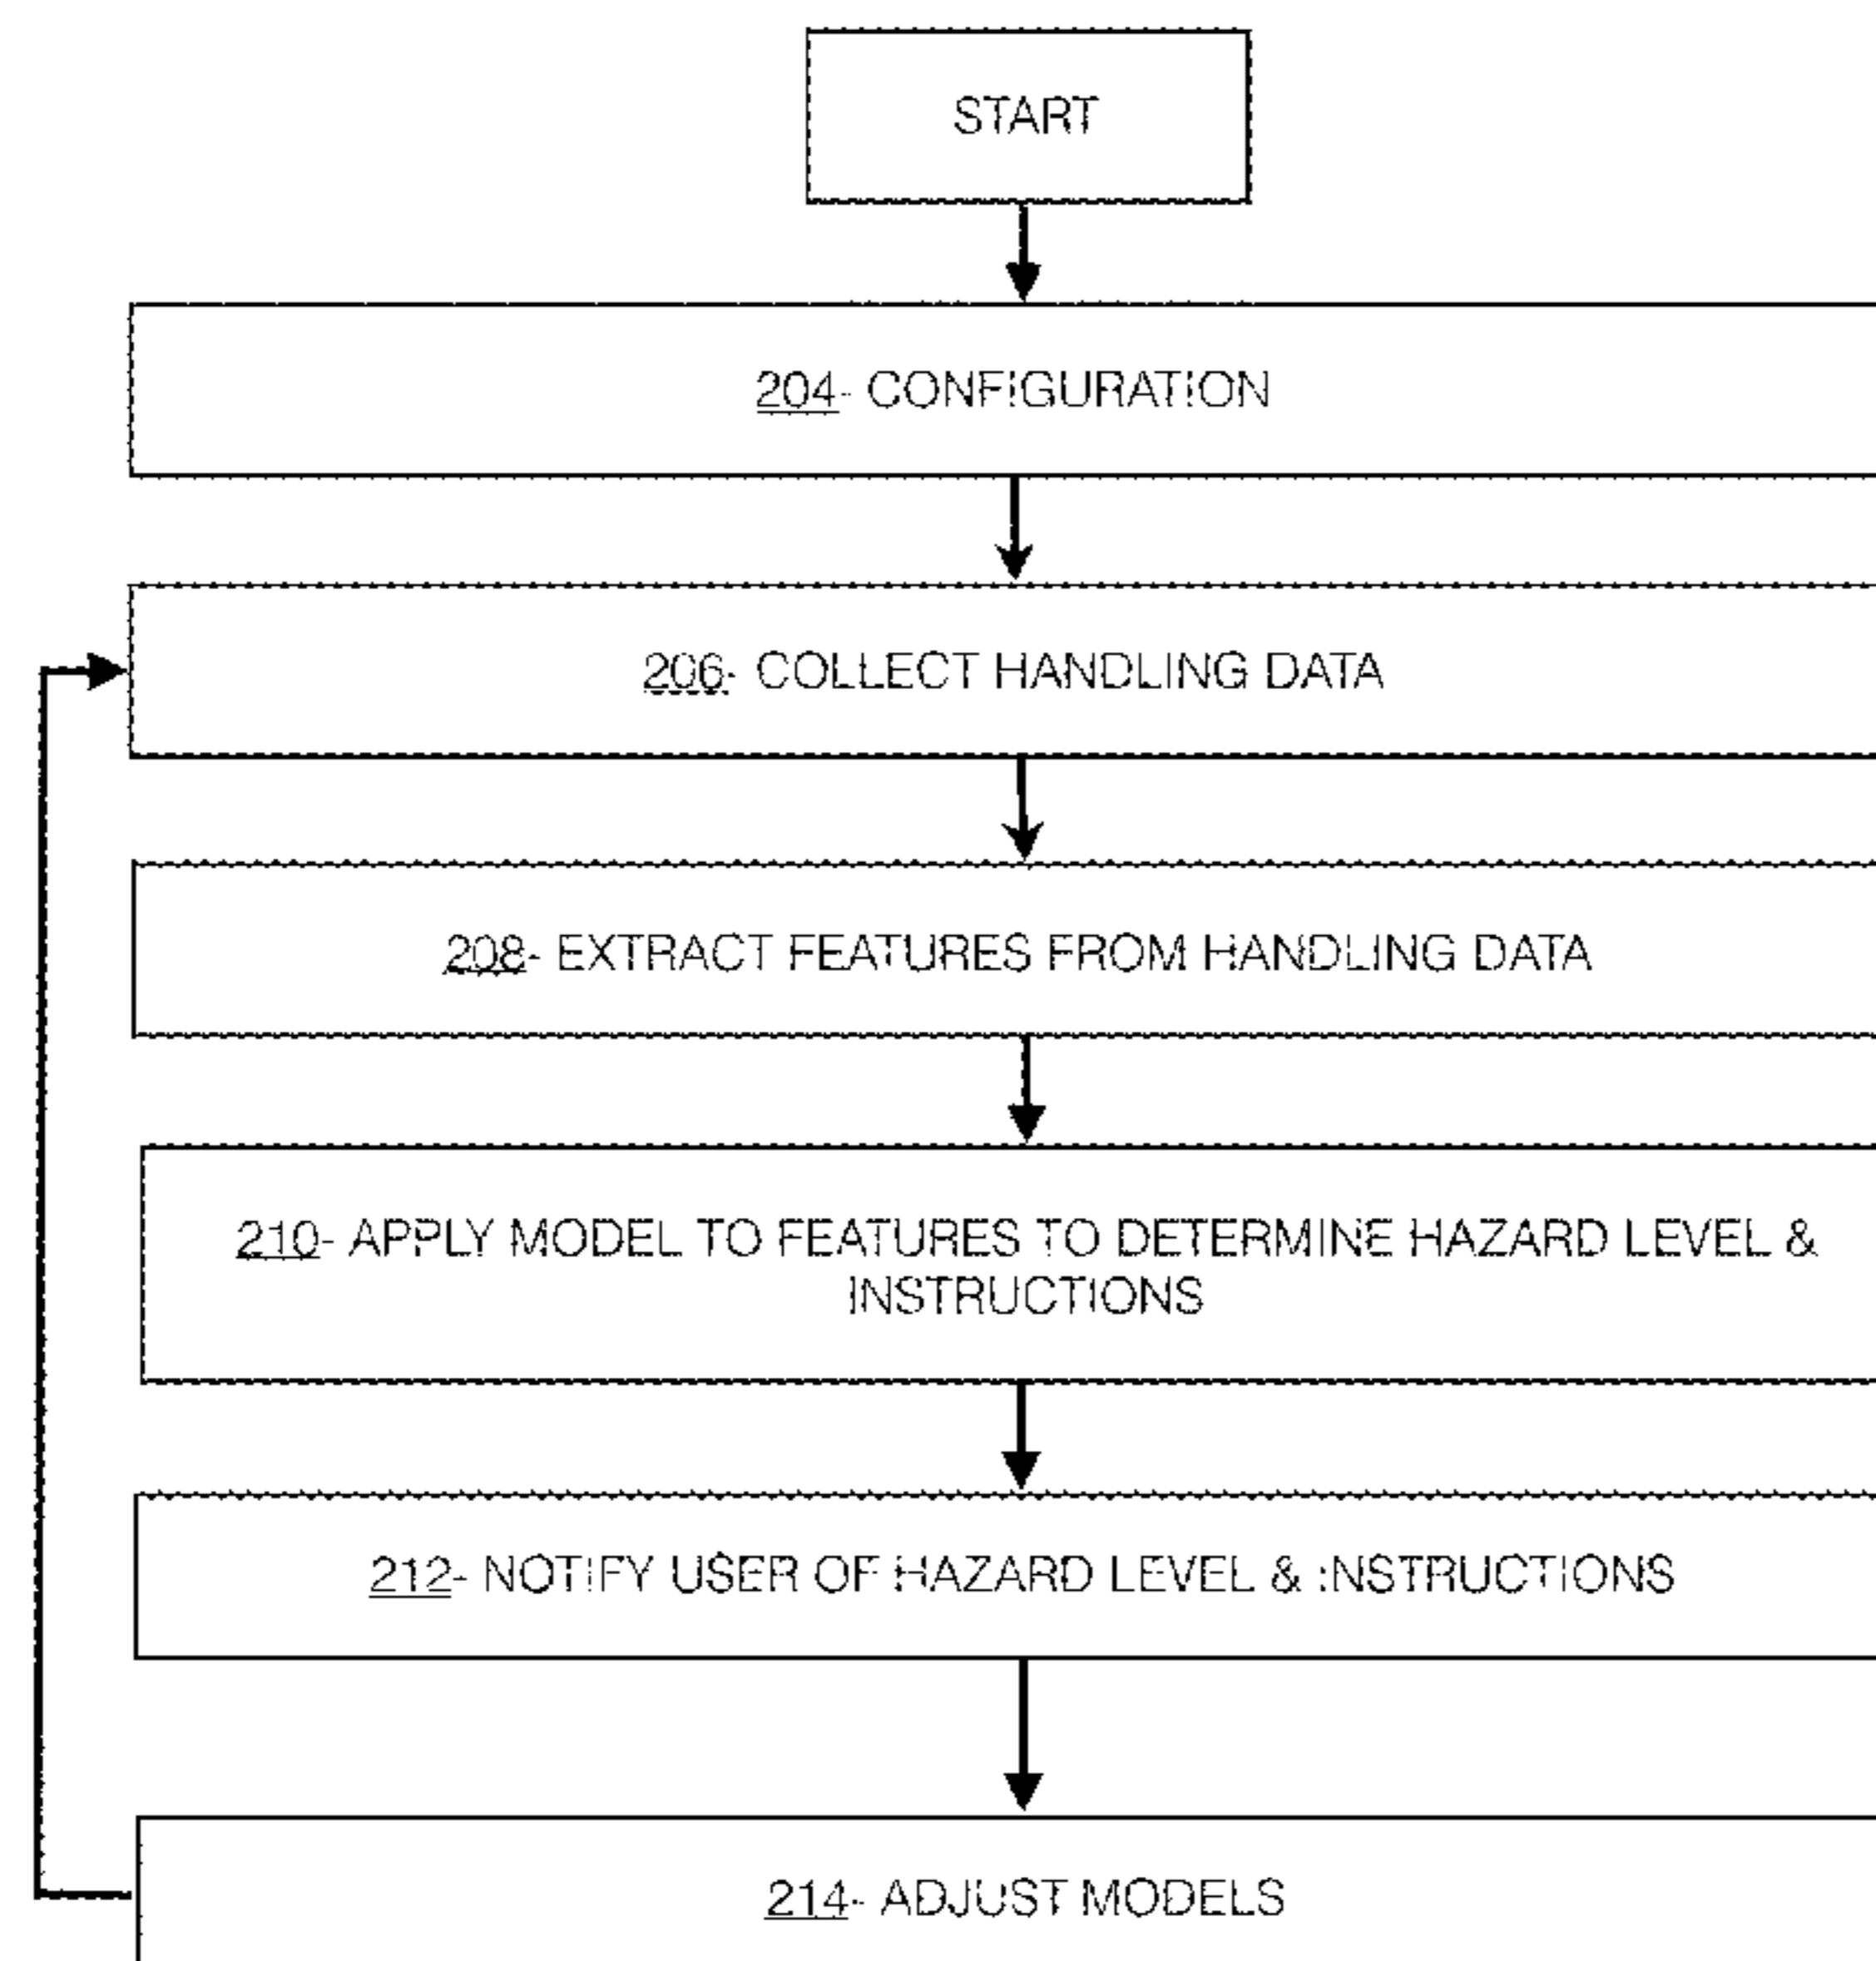 START
204- CONFIGURATION
206- COLLECT HANDLING DATA
208- EXTRACT FEATURES FROM HANDLING DATA
210- APPLY MODEL TO FEATURES TO DETERMINE HAZARD LEVEL &
INSTRUCTIONS
212- NOTIFY USER OF HAZARD LEVEL & INSTRUCTIONS
214- ADJUST MODELS